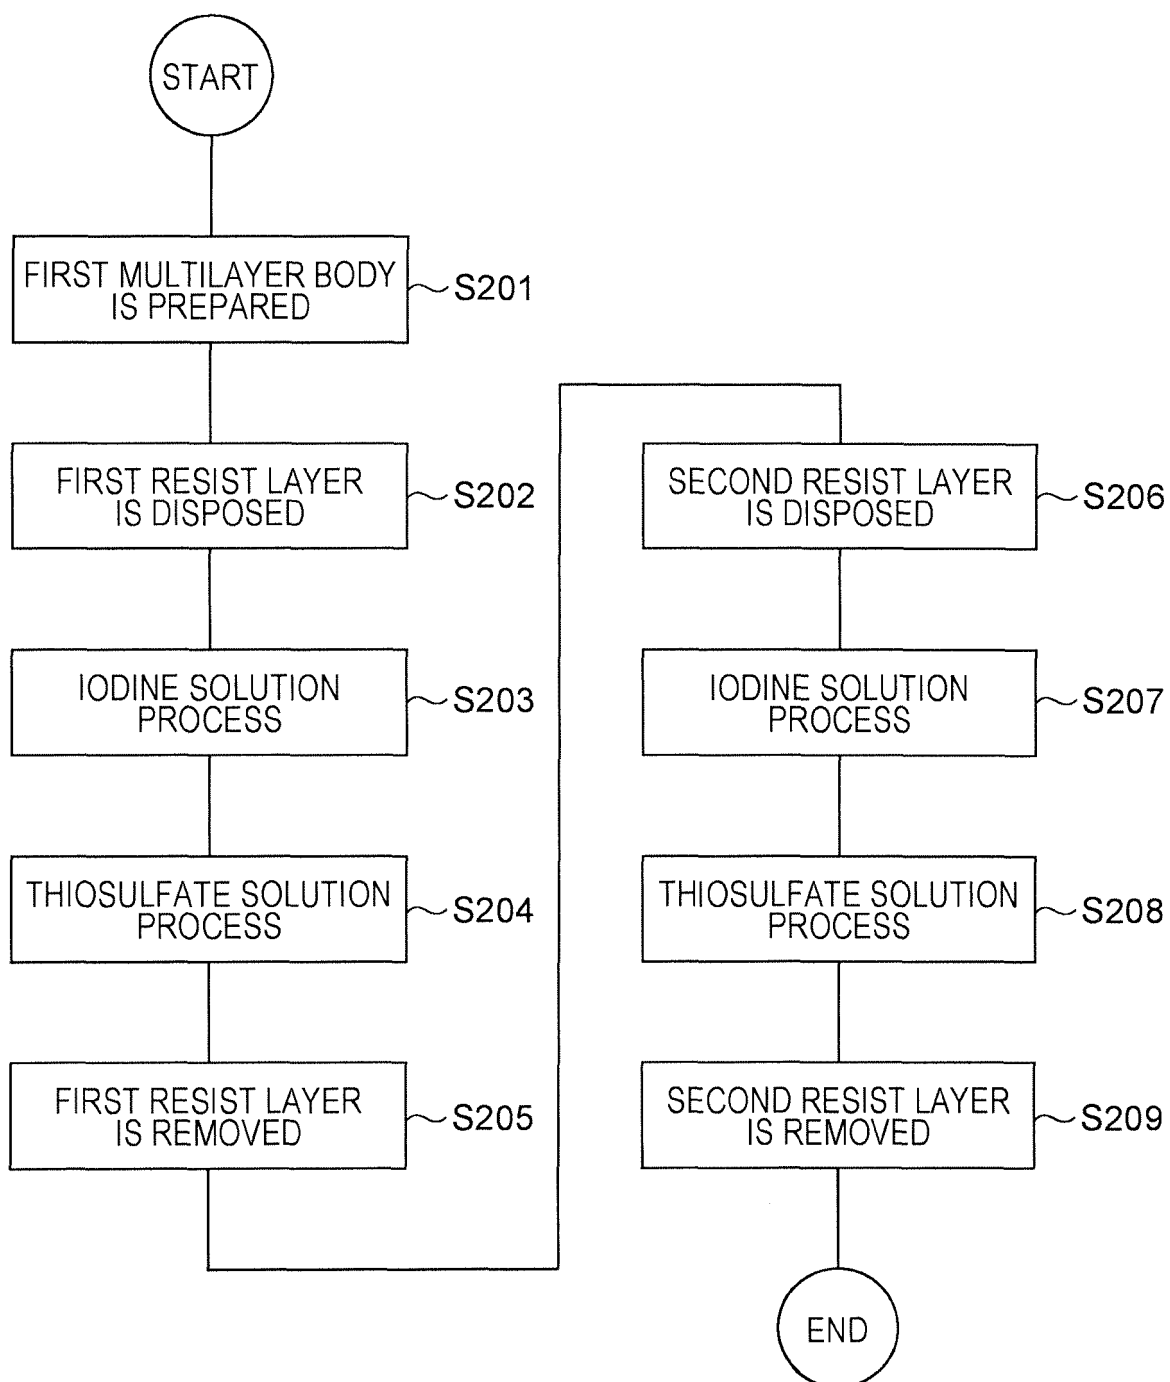 START
FIRST MULTILAYER BODY
IS PREPARED
S201
FIRST RESIST LAYER
IS DISPOSED
S202
IODINE SOLUTION
PROCESS
S203
THIOSULFATE SOLUTION
PROCESS
S204
FIRST RESIST LAYER
IS REMOVED
S205
SECOND RESIST LAYER
IS DISPOSED
S206
IODINE SOLUTION
PROCESS
S207
THIOSULFATE SOLUTION
PROCESS
S208
SECOND RESIST LAYER
IS REMOVED
S209
END